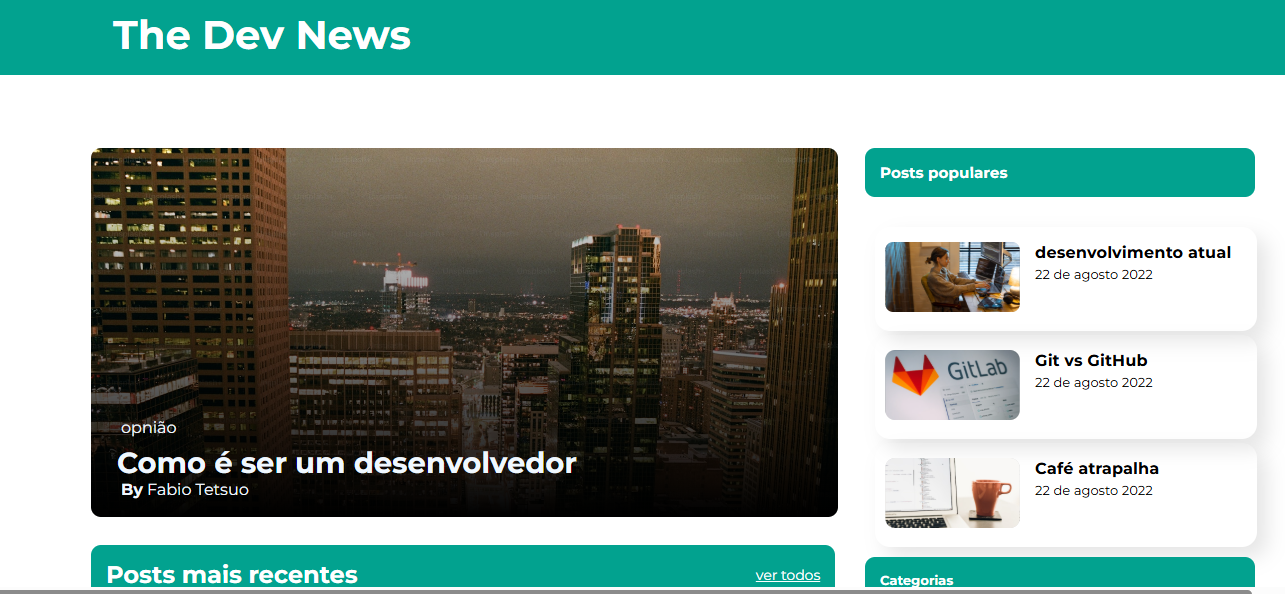 The Dev News
opnião
Como é ser um desenvolvedor
By Fabio Tetsuo
Posts mais recentes
ver todos
Posts populares
desenvolvimento atual
22 de agosto 2022
GitLab
Git vs GitHub
22 de agosto 2022
Café atrapalha
22 de agosto 2022
Categorias